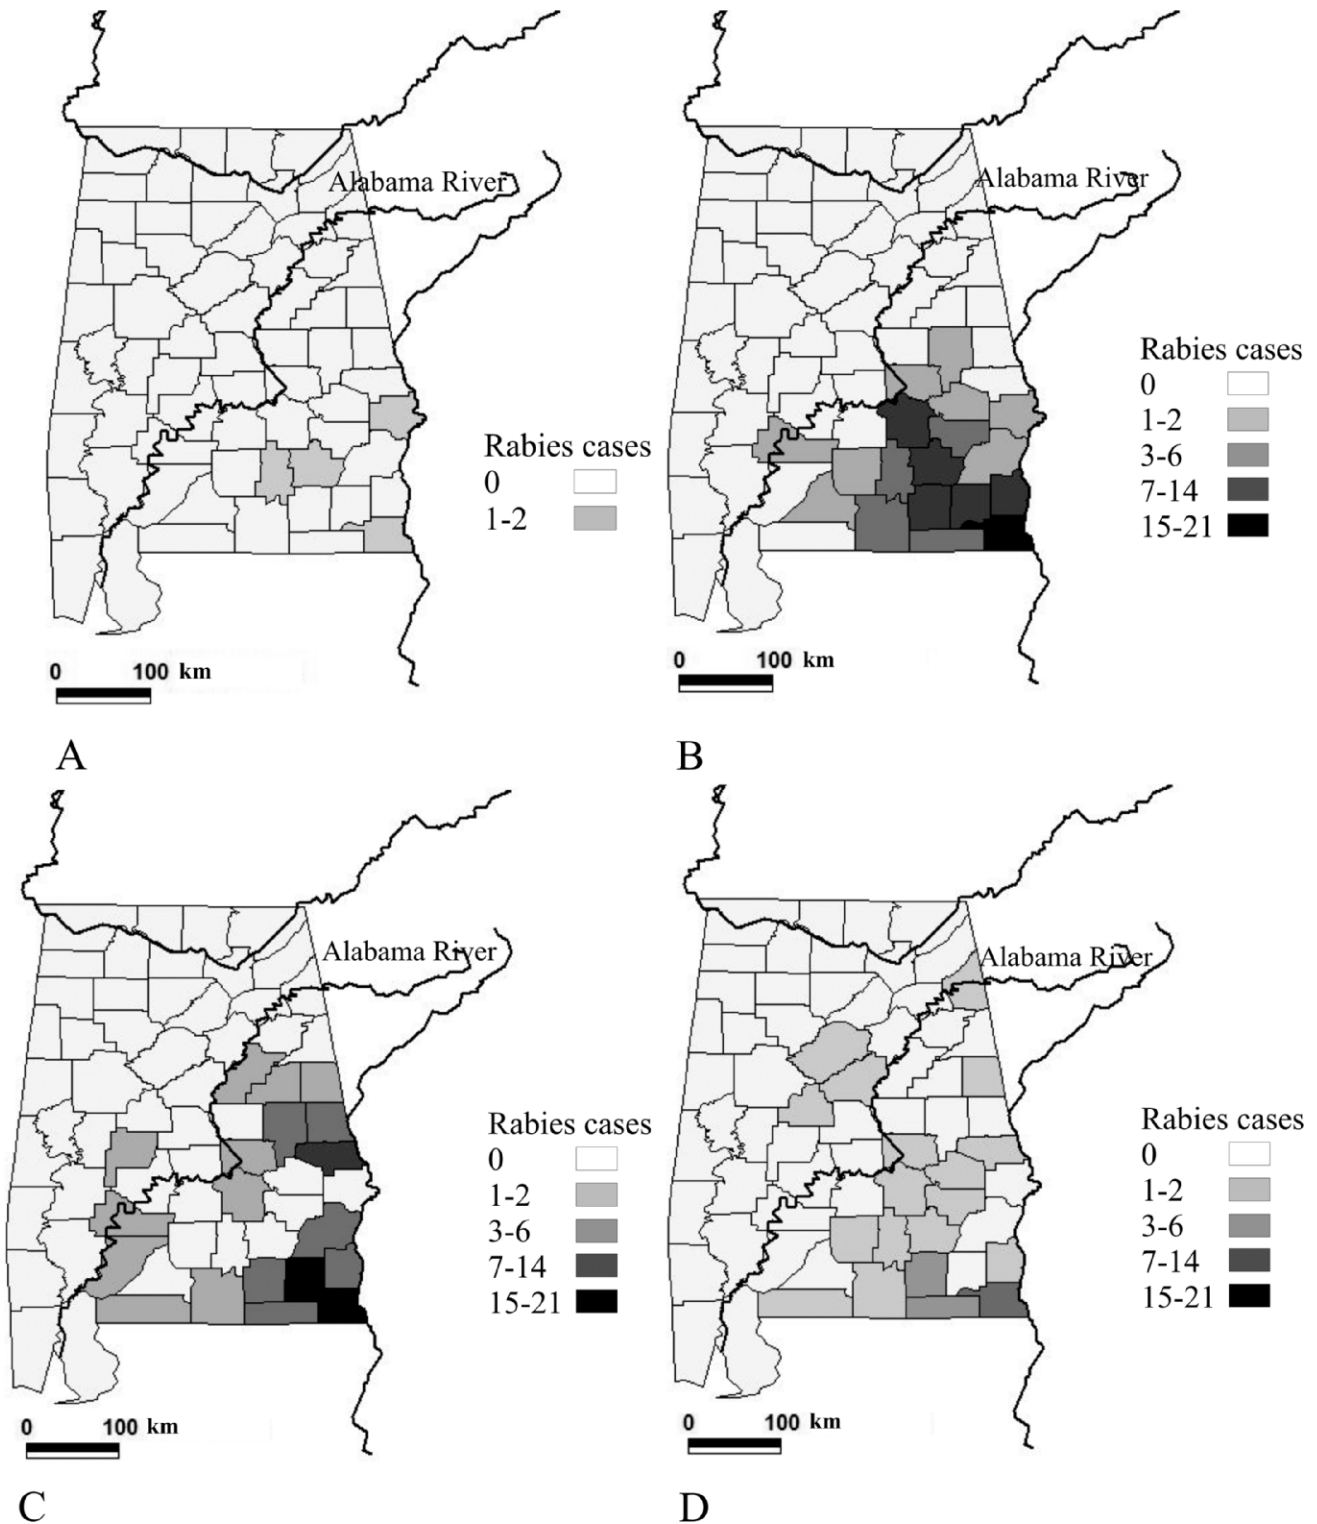 Alabama River
Rabies cases
0
1-2
0 100 km
A
Alabama River
Rabies cases
0
1-2
3-6
7-14
15-21
0 100 km
B
Alabama River
Rabies cases
0
1-2
3-6
7-14
15-21
0 100 km
C
Alabama River
Rabies cases
0
1-2
3-6
7-14
15-21
0 100 km
D